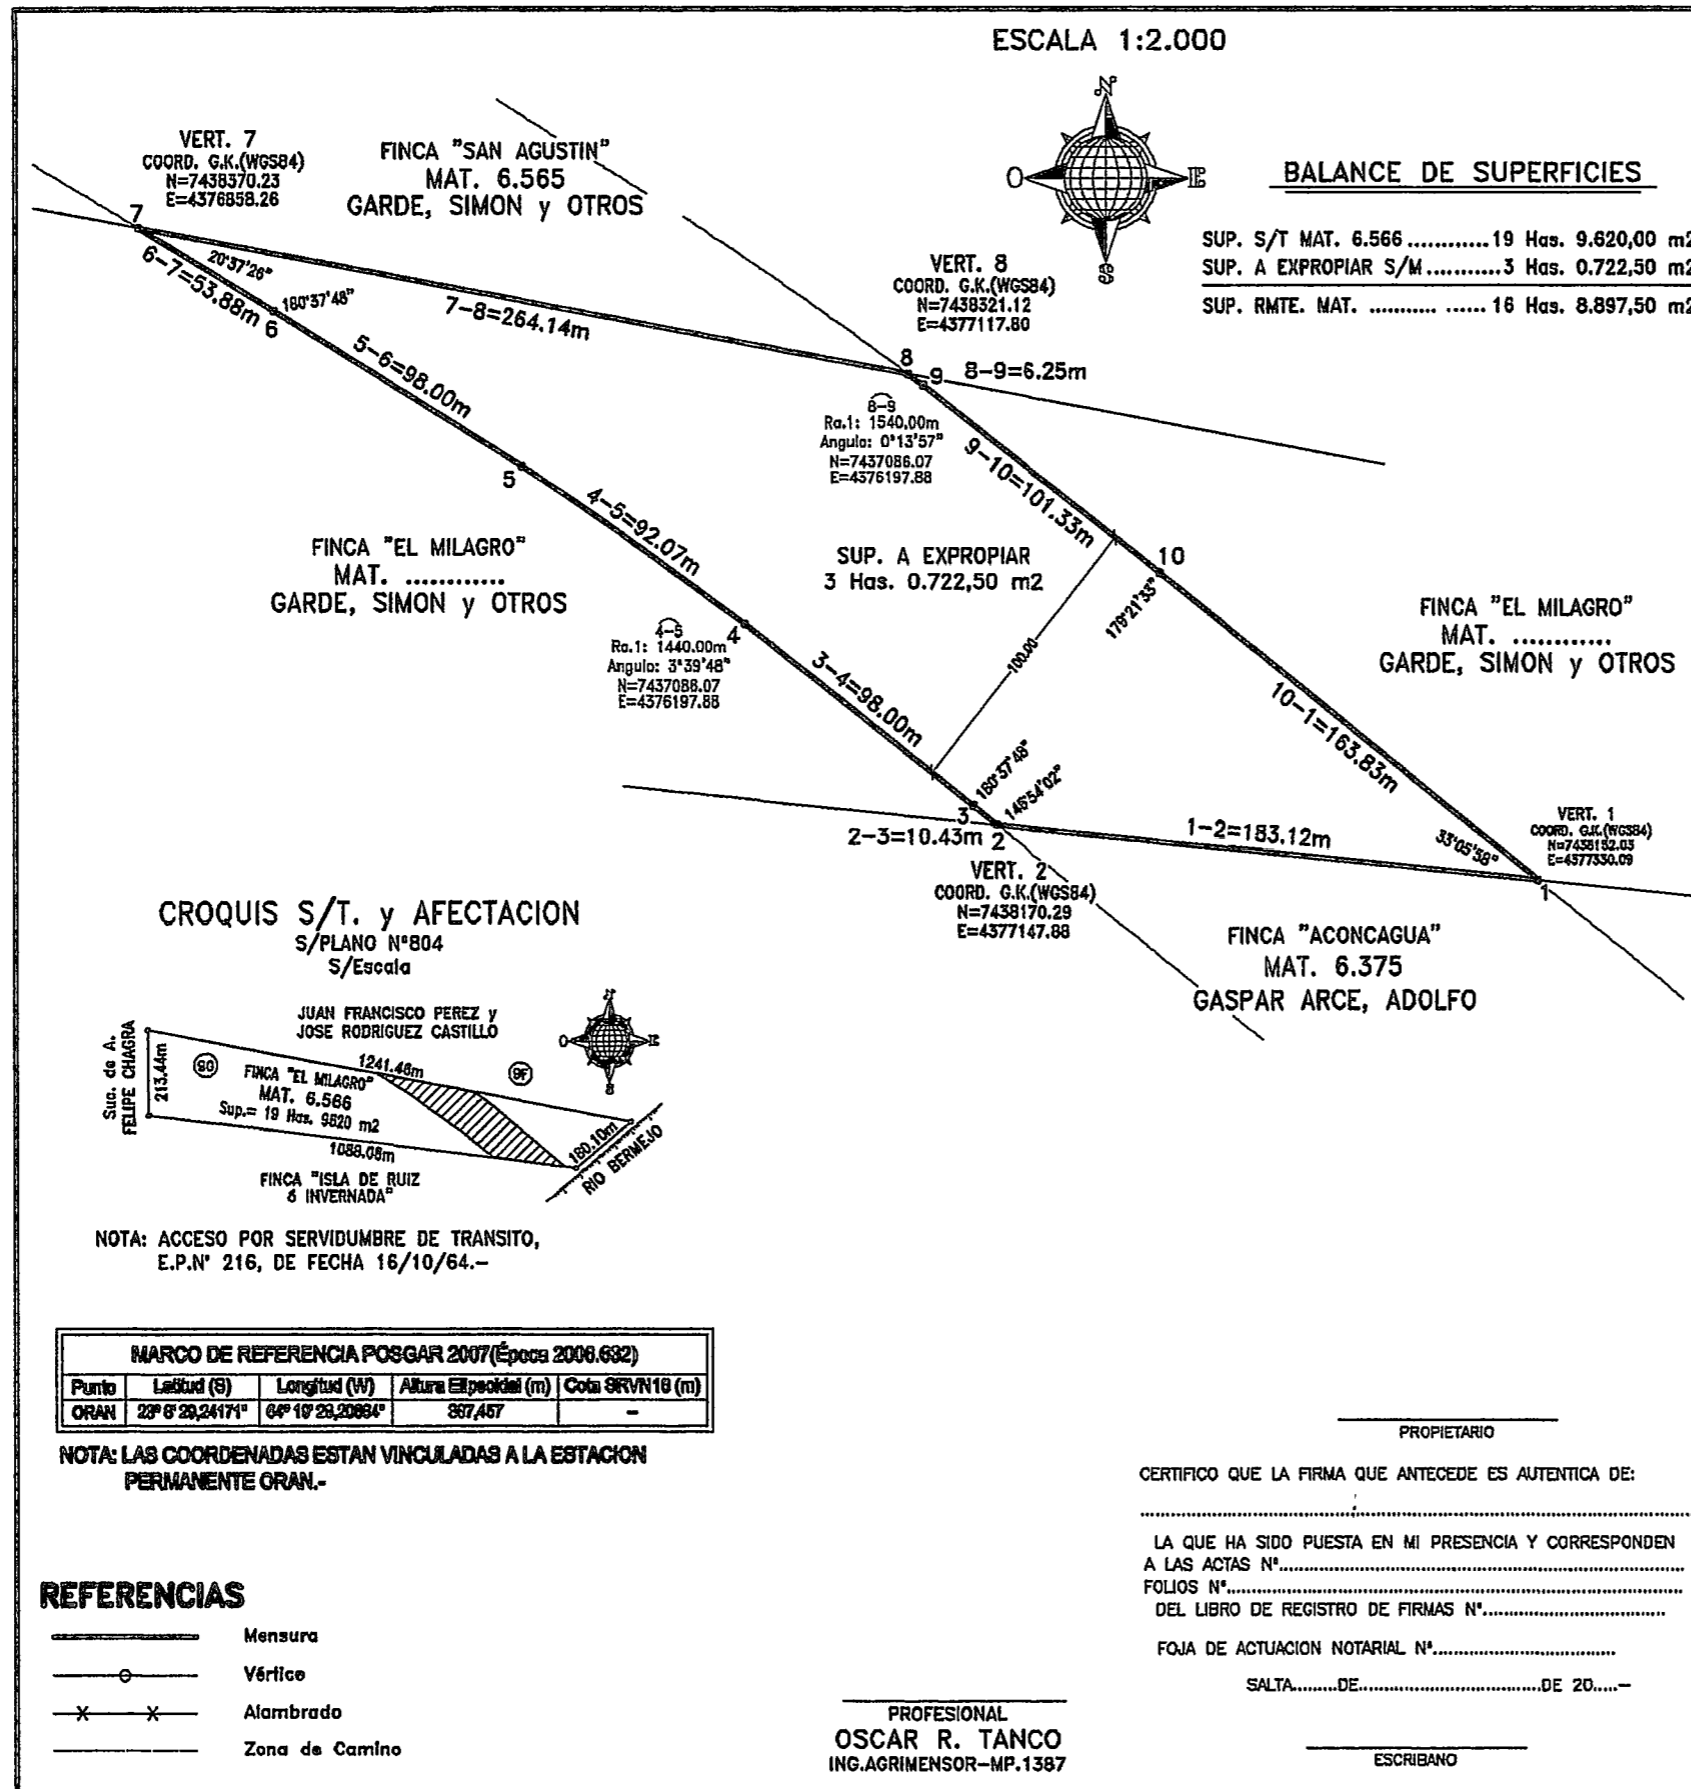 ESCALA 1:2.000
N
O
E
S
BALANCE DE SUPERFICIES
SUP. S/T MAT. 6.566 ............19 Has. 9.620,00 m2
SUP. A EXPROPIAR S/M ...........3 Has. 0.722,50 m2
SUP. RMTE. MAT. ........... ...... 16 Has. 8.897,50 m2
VERT. 7
COORD. G.K.(WGS84)
N=7438370.23
E=4376858.26
FINCA "SAN AGUSTIN"
MAT. 6.565
GARDE, SIMON y OTROS
7
20°37'26"
6-7=53.88m
180°37'48"
6
7-8=264.14m
VERT. 8
COORD. G.K.(WGS84)
N=7438321.12
E=4377117.80
8
9
8-9=6.25m
8-9
Ra.1: 1540.00m
Angulo: 0°13'57"
N=7437086.07
E=4376197.88
5-6=98.00m
5
9-10=101.33m
4-5=92.07m
FINCA "EL MILAGRO"
MAT. ............
GARDE, SIMON y OTROS
SUP. A EXPROPIAR
3 Has. 0.722,50 m2
10
179°21'33"
FINCA "EL MILAGRO"
MAT. ............
GARDE, SIMON y OTROS
4-5
Ra.1: 1440.00m
Angulo: 3°39'48"
N=7437086.07
E=4376197.88
4
100.00
3-4=98.00m
10-1=163.83m
180°37'48"
146°54'02"
3
2-3=10.43m
2
1-2=183.12m
33°05'58"
VERT. 1
COORD. G.K.(WGS84)
N=7438152.03
E=4377330.09
1
VERT. 2
COORD. G.K.(WGS84)
N=7438170.29
E=4377147.88
FINCA "ACONCAGUA"
MAT. 6.375
GASPAR ARCE, ADOLFO
CROQUIS S/T. y AFECTACION
S/PLANO N°804
S/Escala
JUAN FRANCISCO PEREZ y
JOSE RODRIGUEZ CASTILLO
N
O
E
S
Suc. de A.
FELIPE CHAGRA
213.44m
1241.46m
FINCA "EL MILAGRO"
MAT. 6.566
Sup.= 19 Has. 9620 m2
1088.08m
180.10m
RIO BERMEJO
FINCA "ISLA DE RUIZ
ó INVERNADA"
NOTA: ACCESO POR SERVIDUMBRE DE TRANSITO,
E.P.N° 216, DE FECHA 16/10/64.-
MARCO DE REFERENCIA POSGAR 2007(Época 2006.632)
Punto Latitud (S) Longitud (W) Altura Elipsoidal (m) Cota SRVN16 (m)
ORAN 23° 8' 29,24171" -
NOTA: LAS COORDENADAS ESTAN VINCULADAS A LA ESTACION
PERMANENTE ORAN.-
PROPIETARIO
CERTIFICO QUE LA FIRMA QUE ANTECEDE ES AUTENTICA DE:
LA QUE HA SIDO PUESTA EN MI PRESENCIA Y CORRESPONDEN
A LAS ACTAS N°..........................................................
FOLIOS N°..........................................................
DEL LIBRO DE REGISTRO DE FIRMAS N°..................................
FOJA DE ACTUACION NOTARIAL N°..................................
SALTA.........DE..................................DE 20.....-
ESCRIBANO
REFERENCIAS
Mensura
Vértice
Alambrado
Zona de Camino
PROFESIONAL
OSCAR R. TANCO
ING.AGRIMENSOR-MP.1387